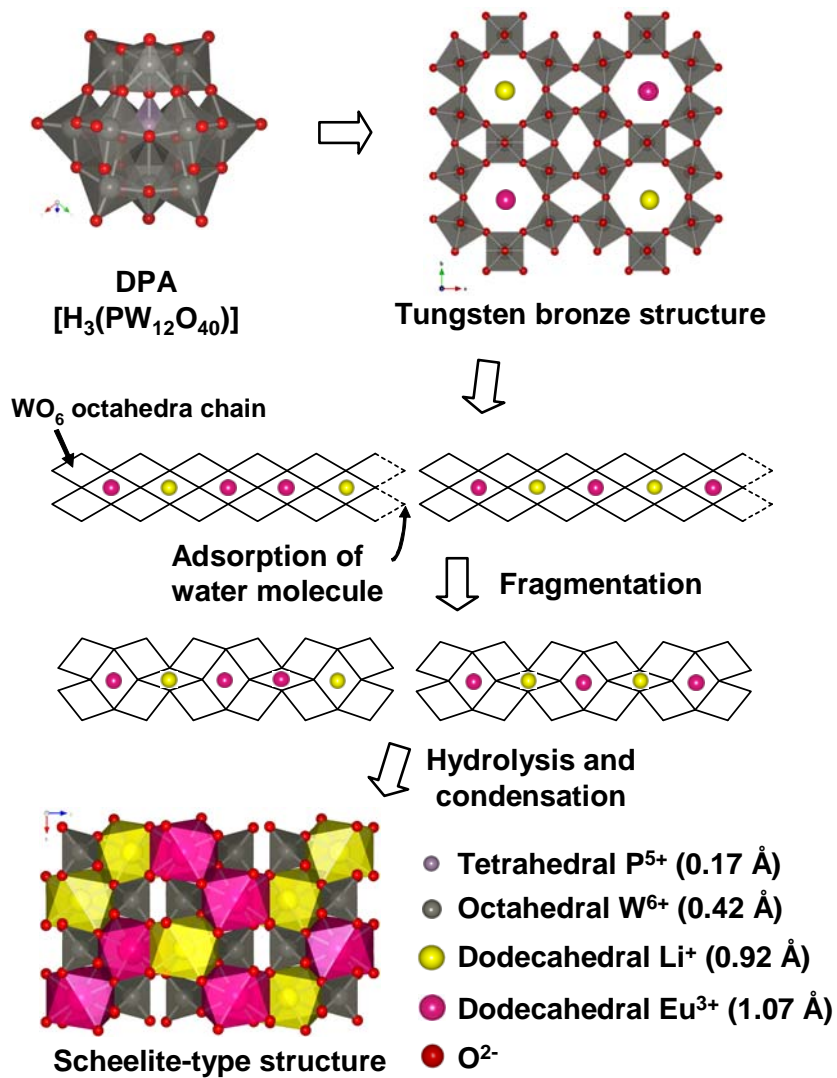 DPA
[H₃(PW₁₂O₄₀)]
Tungsten bronze structure
WO₆ octahedra chain
Adsorption of
water molecule
Fragmentation
Hydrolysis and
condensation
Tetrahedral P⁵⁺ (0.17 Å)
Octahedral W⁶⁺ (0.42 Å)
Dodecahedral Li⁺ (0.92 Å)
Dodecahedral Eu³⁺ (1.07 Å)
O²⁻
Scheelite-type structure